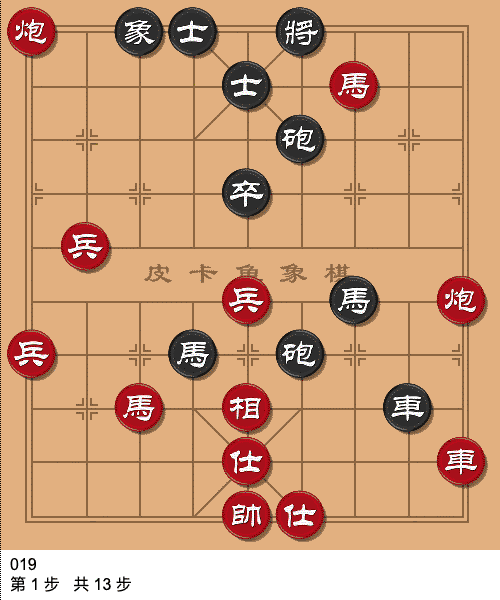 炮 象 士 將
士 馬
砲
卒
兵
皮卡魚象棋
兵 馬 炮
兵 馬 砲
馬 相 車
仕 車
帥 仕
019
第 1 步 共 13 步